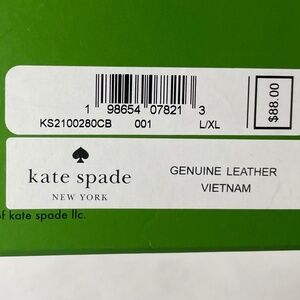 1 98654 07821 3
KS2100280CB 001 L/XL
$88.00
kate spade
NEW YORK
GENUINE LEATHER
VIETNAM
of kate spade llc.